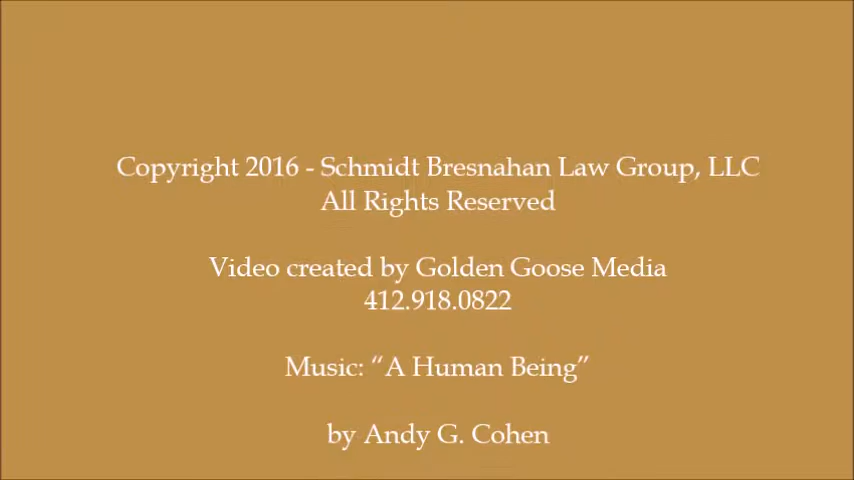 Copyright 2016 - Schmidt Bresnahan Law Group, LLC
All Rights Reserved
Video created by Golden Goose Media
412.918.0822
Music: “A Human Being”
by Andy G. Cohen